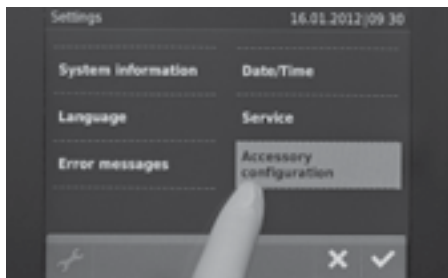 Settings 16.01.2012|09 30
System information Date/Time
Language Service
Error messages Accessory
configuration